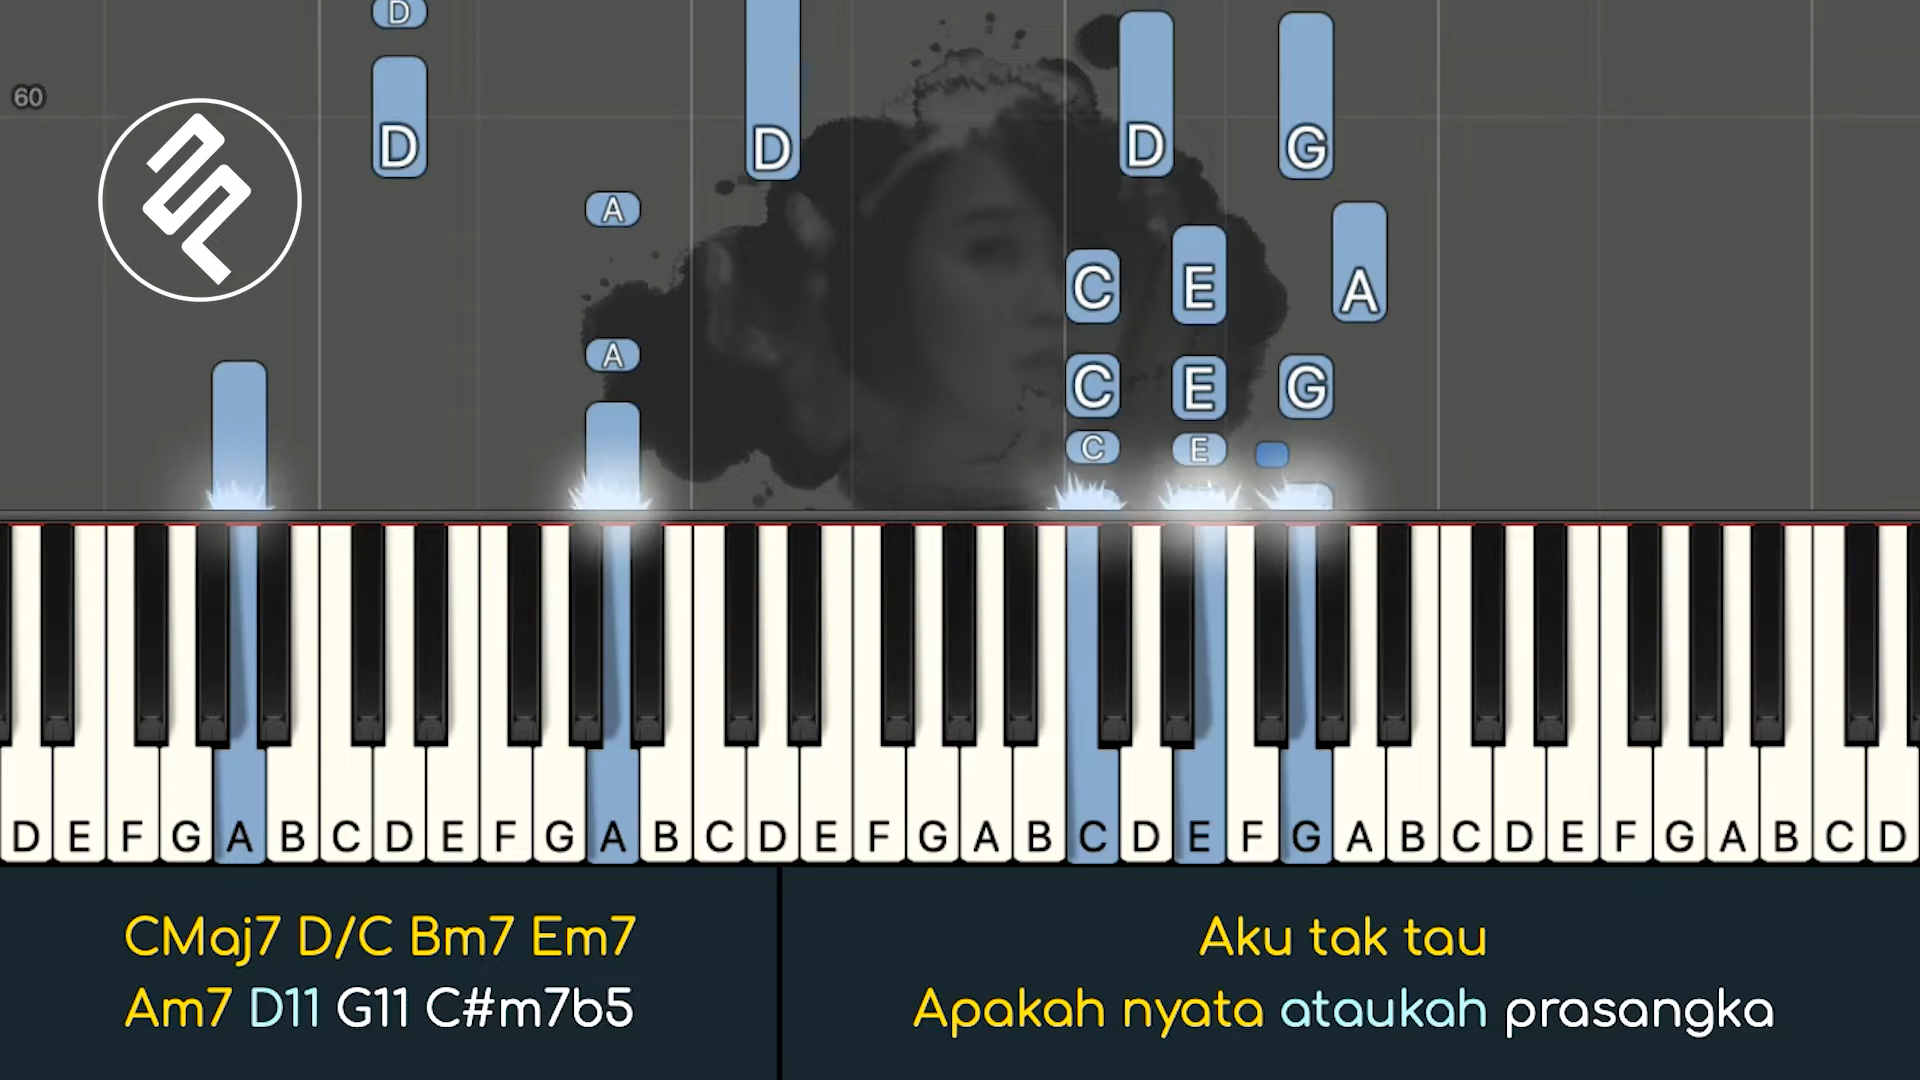 D
60
D D D G
A
C E A
A C E G
C E
D E F G A B C D E F G A B C D E F G A B C D E F G A B C D E F G A B C D
CMaj7 D/C Bm7 Em7
Am7 D11 G11 C#m7b5
Aku tak tau
Apakah nyata ataukah prasangka